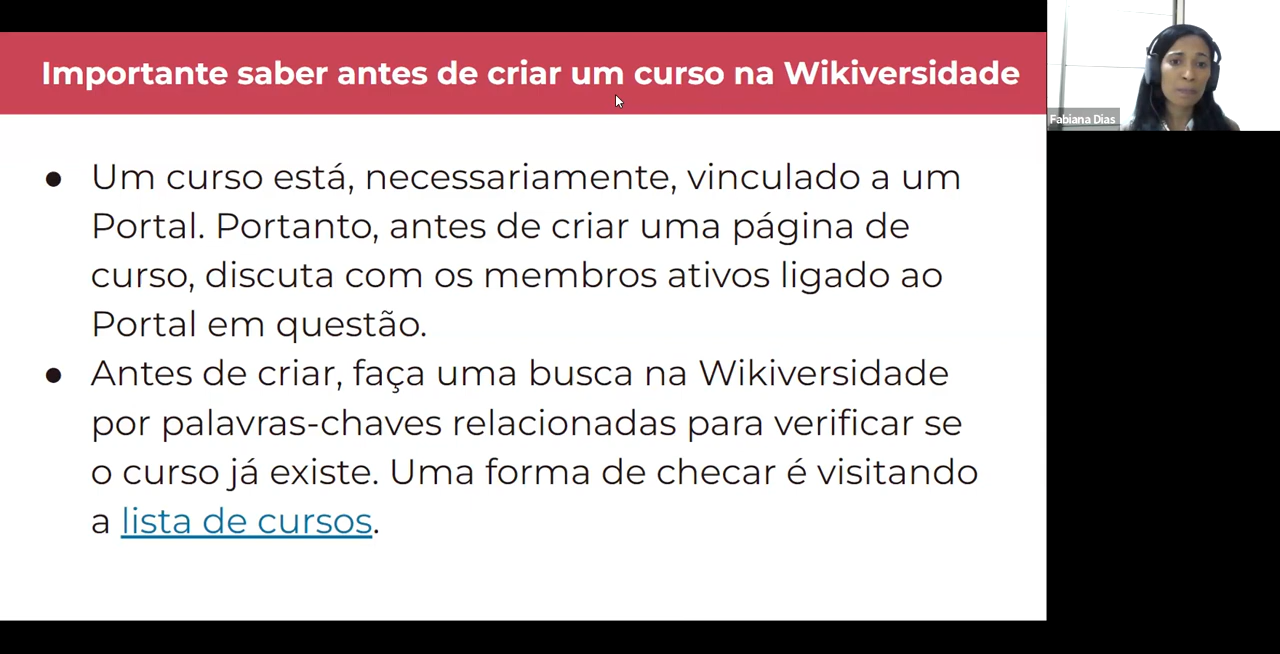 Importante saber antes de criar um curso na Wikiversidade
Fabiana Dias
● Um curso está, necessariamente, vinculado a um
Portal. Portanto, antes de criar uma página de
curso, discuta com os membros ativos ligado ao
Portal em questão.
● Antes de criar, faça uma busca na Wikiversidade
por palavras-chaves relacionadas para verificar se
o curso já existe. Uma forma de checar é visitando
a lista de cursos.